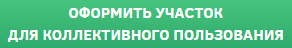 ОФОРМИТЬ УЧАСТОК
ДЛЯ КОЛЛЕКТИВНОГО ПОЛЬЗОВАНИЯ